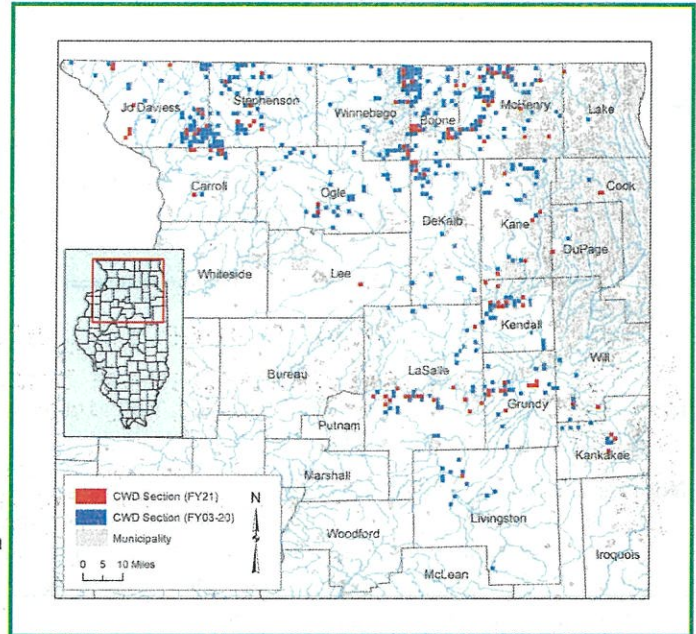 Jo Daviess
Stephenson
Winnebago
Boone
McHenry
Lake
Carroll
Ogle
DeKalb
Kane
Cook
DuPage
Whiteside
Lee
Kendall
Will
Bureau
LaSalle
Grundy
Putnam
Kankakee
Marshall
Livingston
Woodford
Iroquois
McLean
CWD Section (FY21)
CWD Section (FY03-20)
Municipality
N
0 5 10 Miles